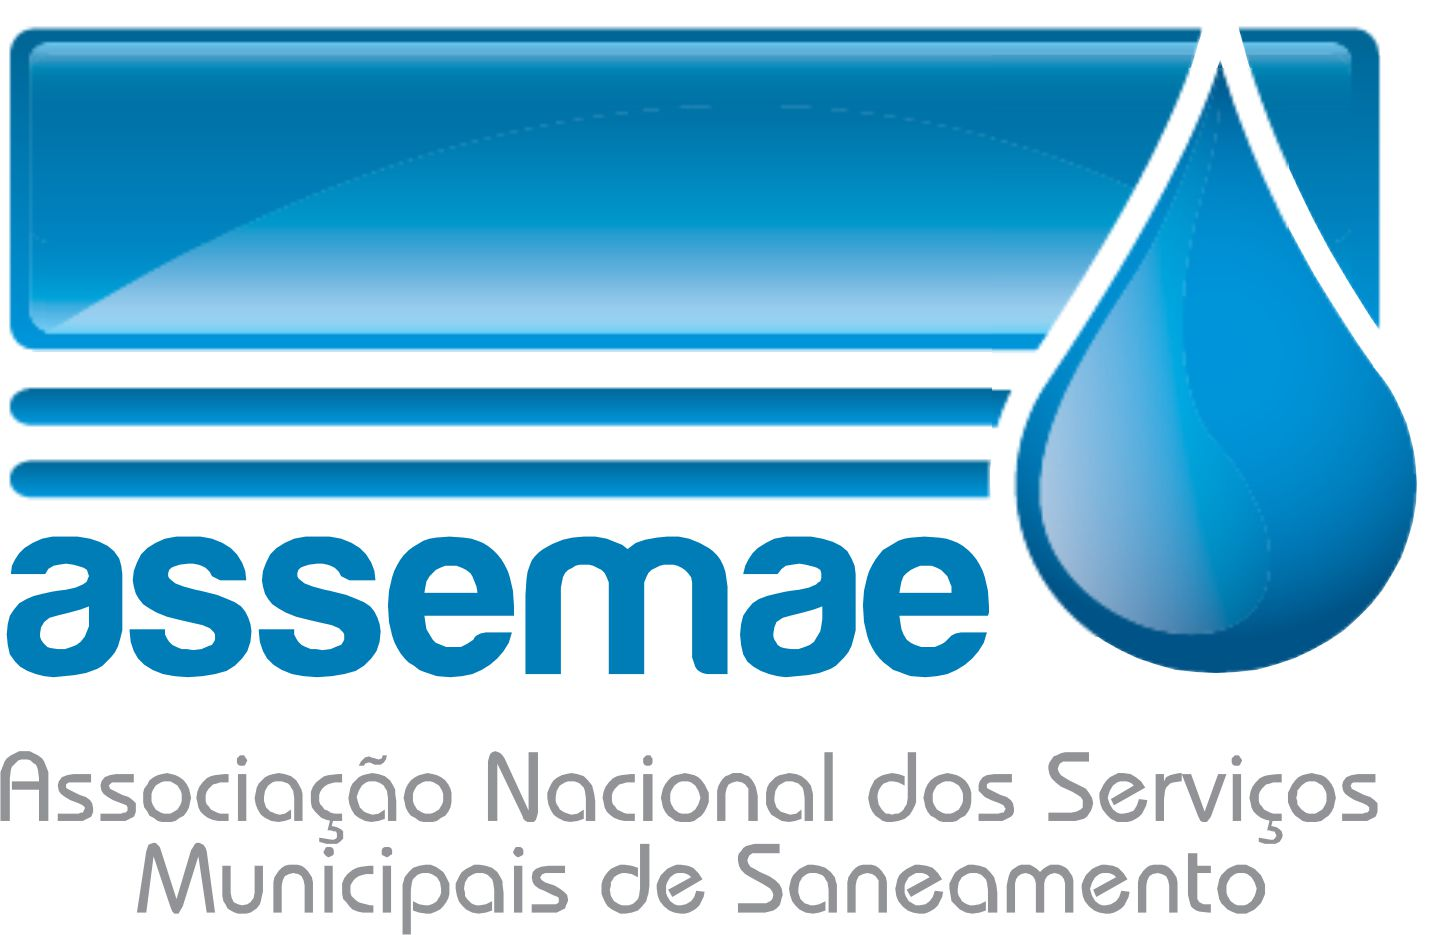 assemae
Associação Nacional dos Serviços
Municipais de Saneamento